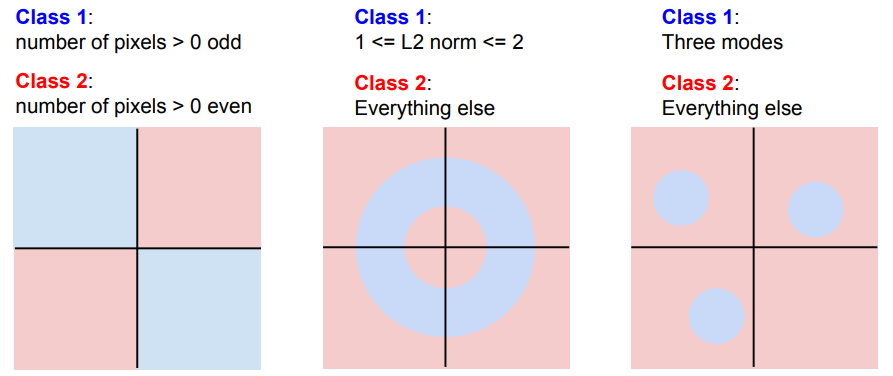 Class 1:
number of pixels > 0 odd
Class 2:
number of pixels > 0 even
Class 1:
1 <= L2 norm <= 2
Class 2:
Everything else
Class 1:
Three modes
Class 2:
Everything else